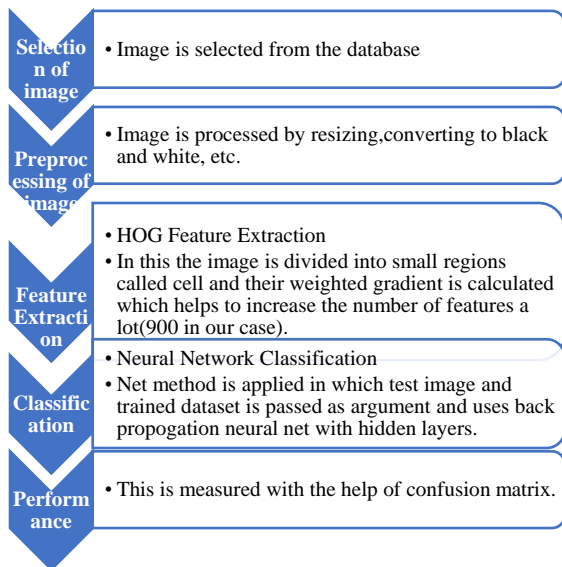 Selectio
n of
image
• Image is selected from the database
Preproc
essing of
image
• Image is processed by resizing,converting to black
and white, etc.
Feature
Extracti
on
• HOG Feature Extraction
• In this the image is divided into small regions
called cell and their weighted gradient is calculated
which helps to increase the number of features a
lot(900 in our case).
Classific
ation
• Neural Network Classification
• Net method is applied in which test image and
trained dataset is passed as argument and uses back
propogation neural net with hidden layers.
Perform
ance
• This is measured with the help of confusion matrix.